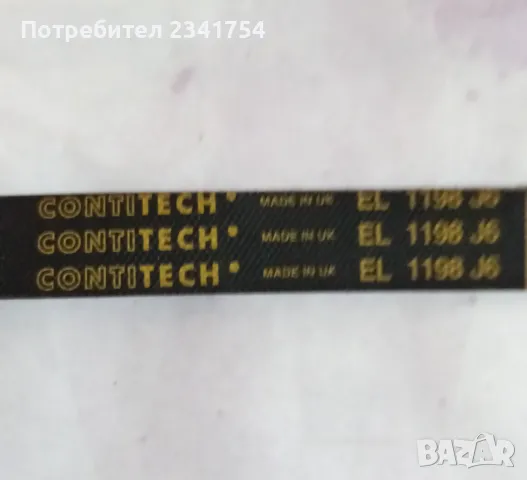 Потребител 2341754
CONTITECH® MADE IN UK EL 1198 J6
CONTITECH® MADE IN UK EL 1198 J6
CONTITECH® MADE IN UK EL 1198 J6
BAZAR